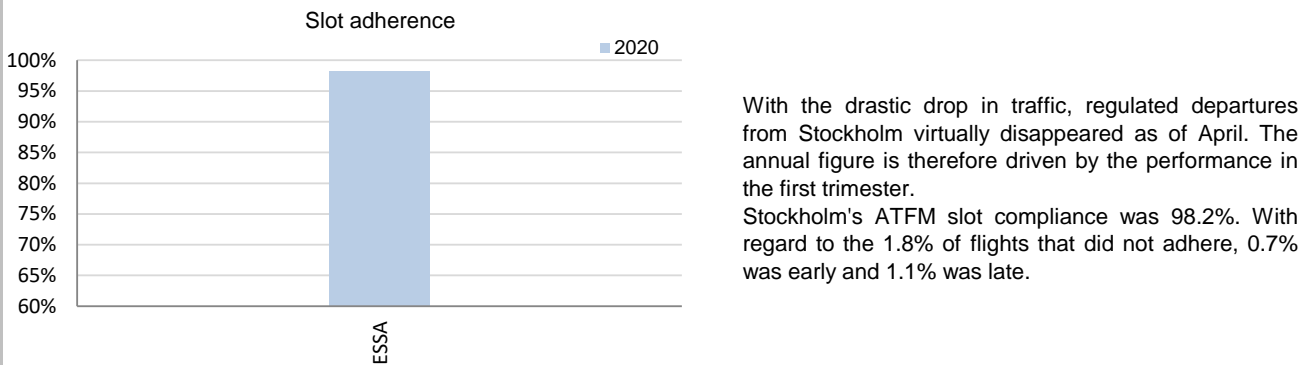 Slot adherence
2020
100%
95%
90%
85%
80%
75%
70%
65%
60%
ESSA
With the drastic drop in traffic, regulated departures
from Stockholm virtually disappeared as of April. The
annual figure is therefore driven by the performance in
the first trimester.
Stockholm's ATFM slot compliance was 98.2%. With
regard to the 1.8% of flights that did not adhere, 0.7%
was early and 1.1% was late.